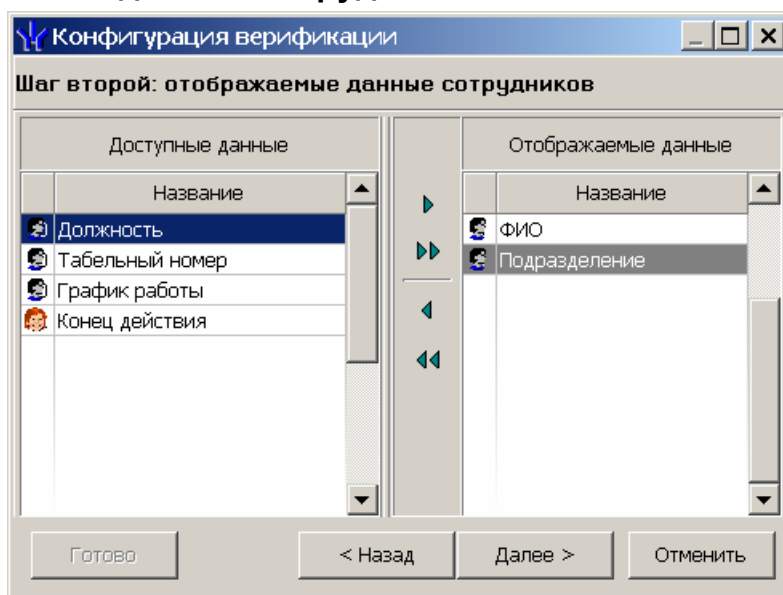 Конфигурация верификации
Шаг второй: отображаемые данные сотрудников
Доступные данные
Отображаемые данные
Название
Должность
Табельный номер
График работы
Конец действия
Название
ФИО
Подразделение
Готово
< Назад
Далее >
Отменить